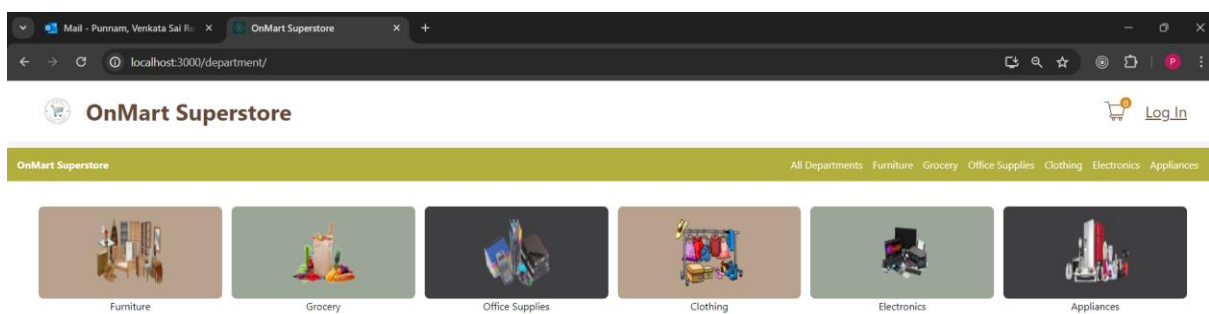 Mail - Punnam, Venkata Sai Re
OnMart Superstore
localhost:3000/department/
P
OnMart Superstore
0
Log In
OnMart Superstore
All Departments Furniture Grocery Office Supplies Clothing Electronics Appliances
Furniture Grocery Office Supplies Clothing Electronics Appliances